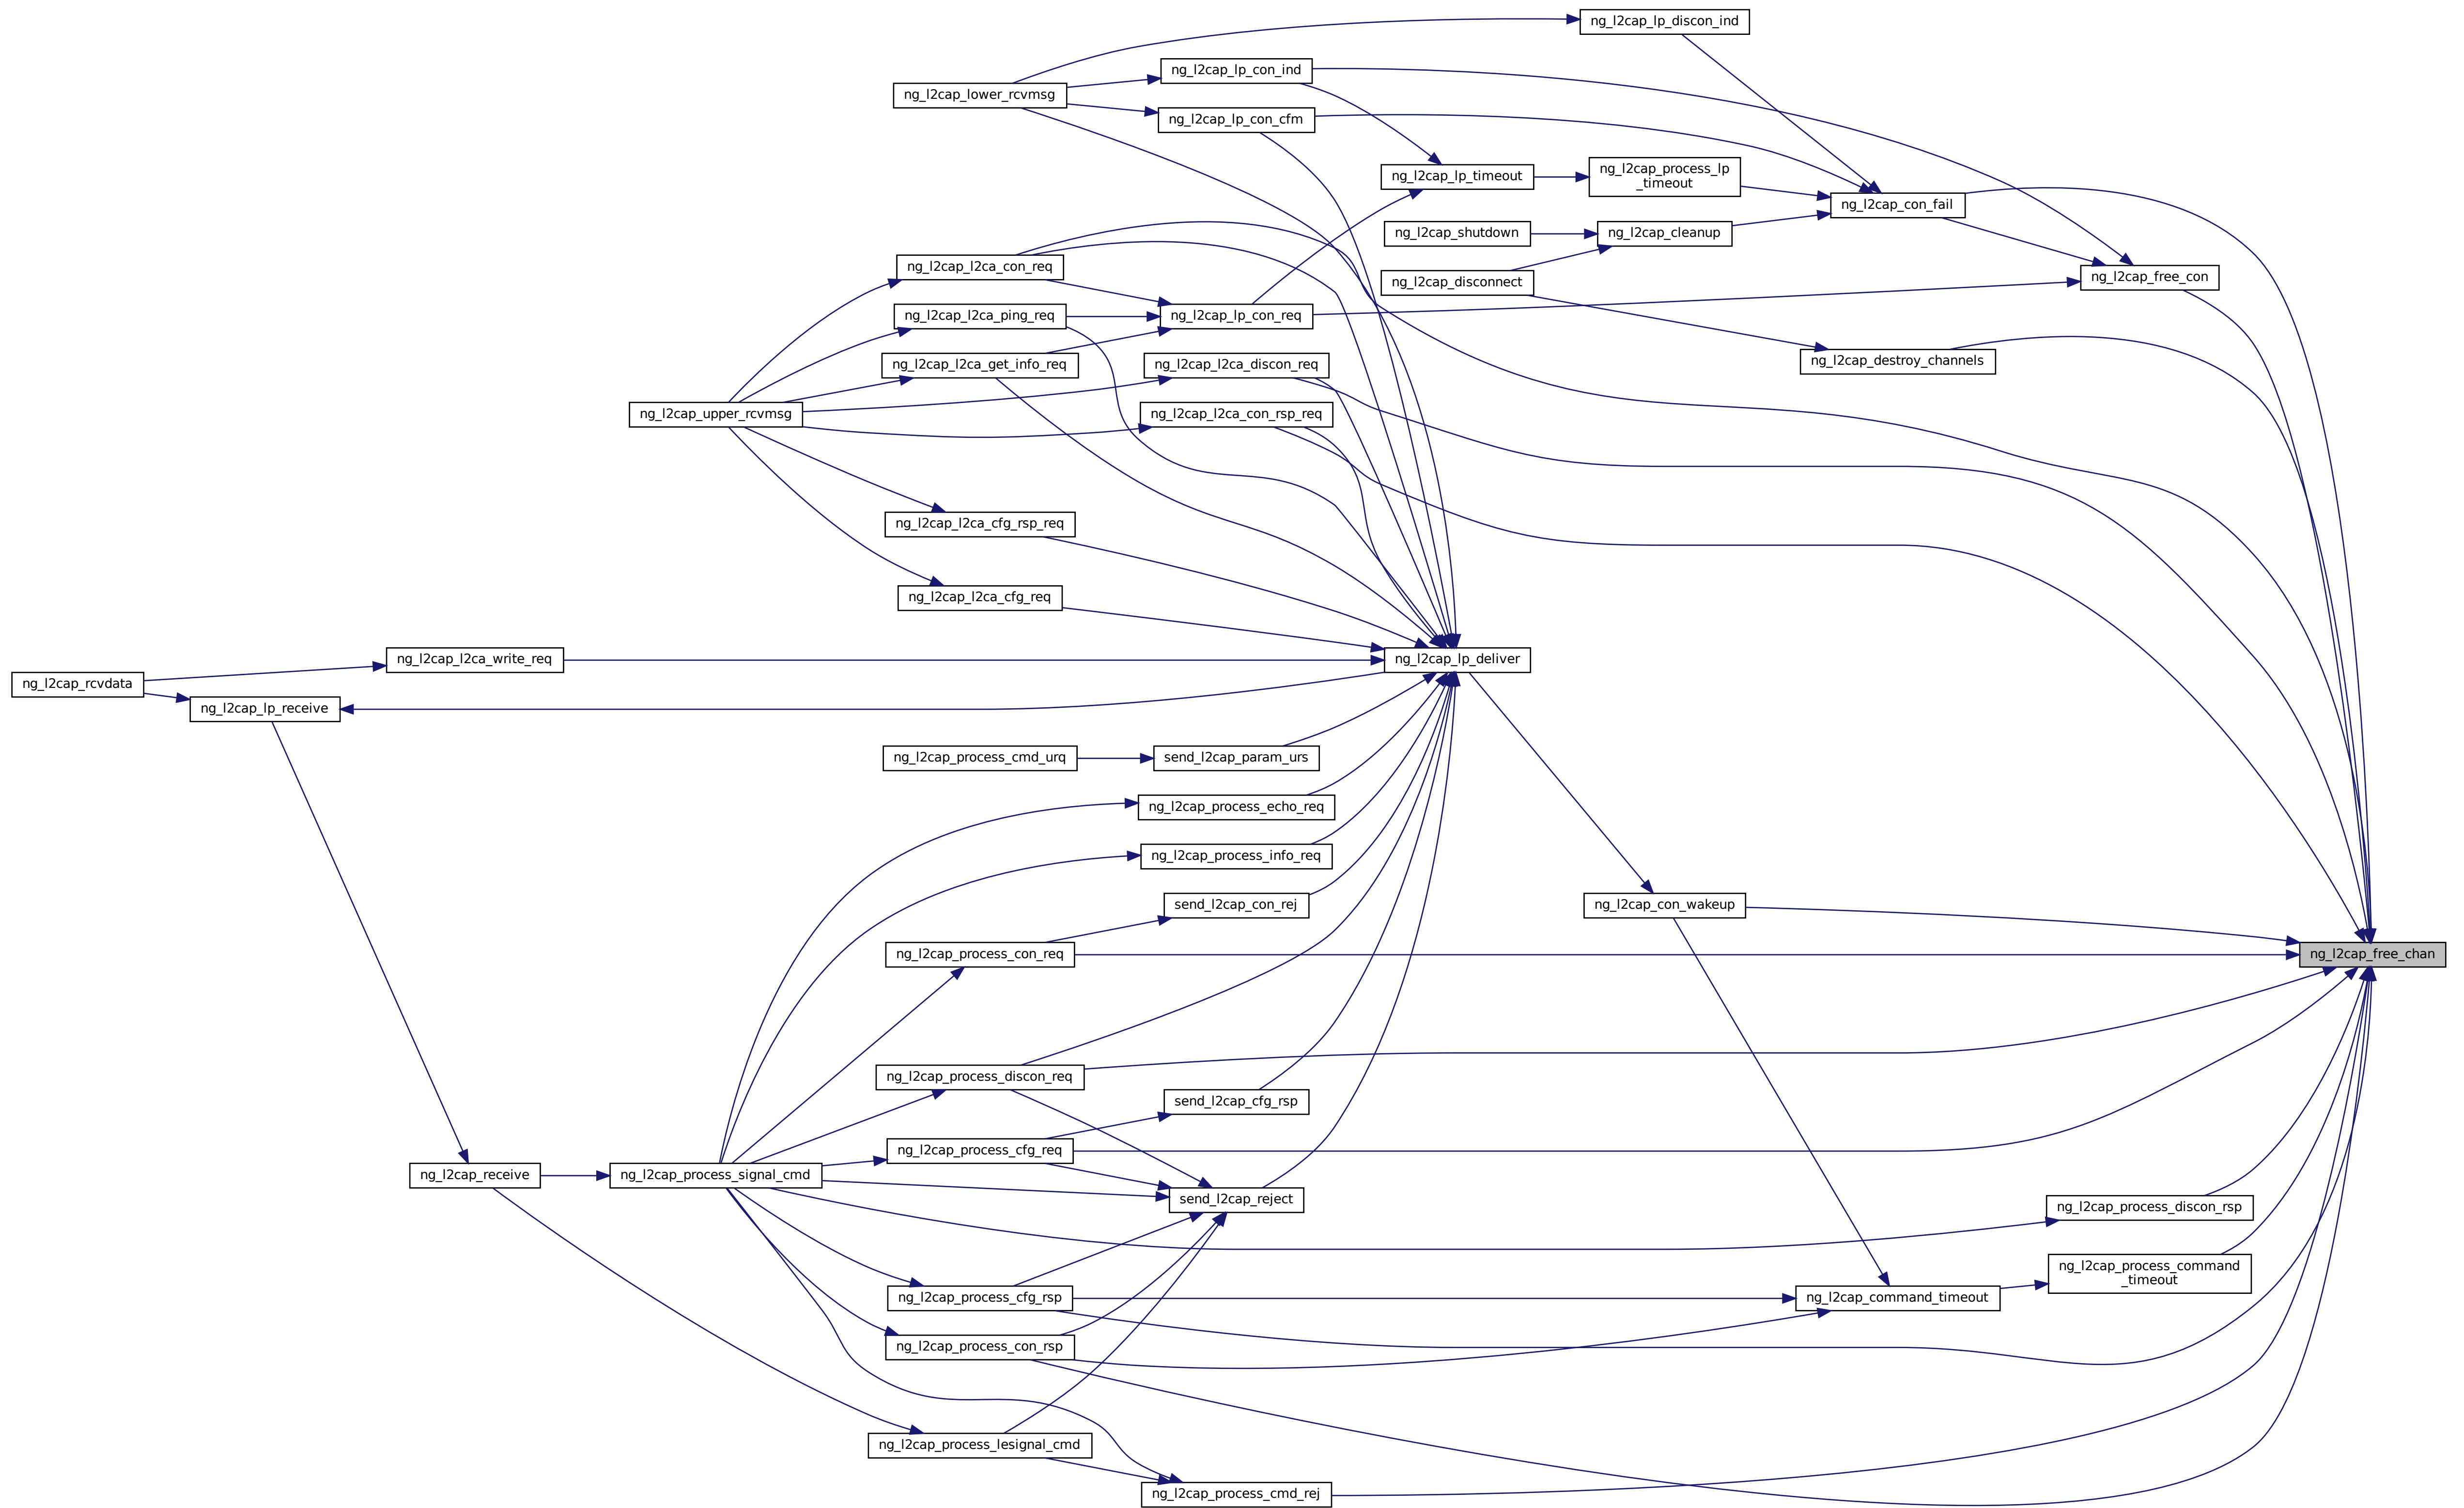 ng_l2cap_lp_discon_ind
ng_l2cap_lp_con_ind
ng_l2cap_lower_rcvmsg
ng_l2cap_lp_con_cfm
ng_l2cap_lp_timeout
ng_l2cap_process_lp
_timeout
ng_l2cap_con_fail
ng_l2cap_shutdown
ng_l2cap_cleanup
ng_l2cap_l2ca_con_req
ng_l2cap_disconnect
ng_l2cap_free_con
ng_l2cap_l2ca_ping_req
ng_l2cap_lp_con_req
ng_l2cap_l2ca_get_info_req
ng_l2cap_l2ca_discon_req
ng_l2cap_destroy_channels
ng_l2cap_upper_rcvmsg
ng_l2cap_l2ca_con_rsp_req
ng_l2cap_l2ca_cfg_rsp_req
ng_l2cap_l2ca_cfg_req
ng_l2cap_l2ca_write_req
ng_l2cap_lp_deliver
ng_l2cap_rcvdata
ng_l2cap_lp_receive
ng_l2cap_process_cmd_urq
send_l2cap_param_urs
ng_l2cap_process_echo_req
ng_l2cap_process_info_req
send_l2cap_con_rej
ng_l2cap_con_wakeup
ng_l2cap_process_con_req
ng_l2cap_free_chan
ng_l2cap_process_discon_req
send_l2cap_cfg_rsp
ng_l2cap_process_cfg_req
ng_l2cap_receive
ng_l2cap_process_signal_cmd
send_l2cap_reject
ng_l2cap_process_discon_rsp
ng_l2cap_process_command
_timeout
ng_l2cap_process_cfg_rsp
ng_l2cap_command_timeout
ng_l2cap_process_con_rsp
ng_l2cap_process_lesignal_cmd
ng_l2cap_process_cmd_rej